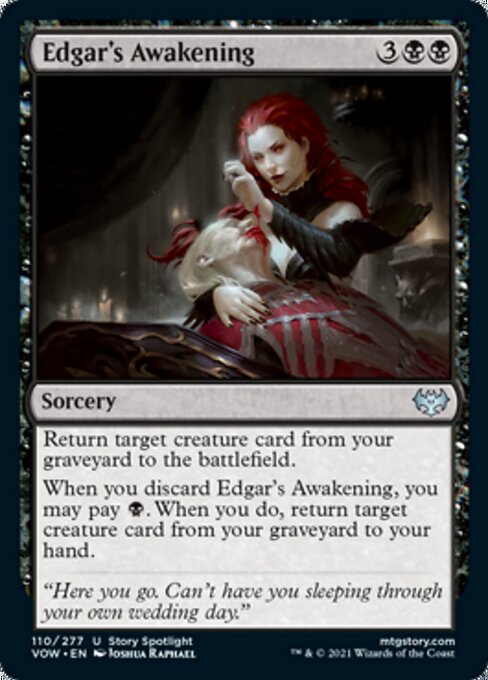 Edgar's Awakening 3
Sorcery
Return target creature card from your
graveyard to the battlefield.
When you discard Edgar's Awakening, you
may pay . When you do, return target
creature card from your graveyard to your
hand.
"Here you go. Can't have you sleeping through
your own wedding day."
110/277 U Story Spotlight mtgstory.com
VOW • EN Joshua Raphael ™ & © 2021 Wizards of the Coast